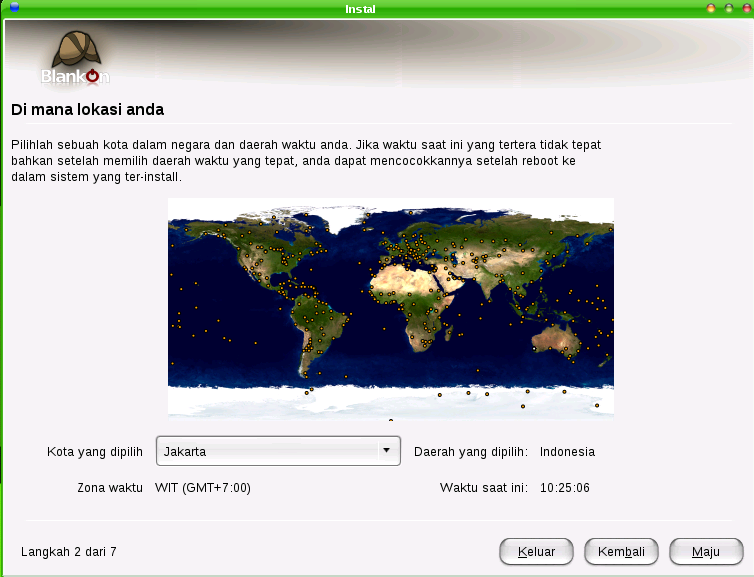 Instal
BlankOn
Di mana lokasi anda
Pilihlah sebuah kota dalam negara dan daerah waktu anda. Jika waktu saat ini yang tertera tidak tepat
bahkan setelah memilih daerah waktu yang tepat, anda dapat mencocokkannya setelah reboot ke
dalam sistem yang ter-install.
Kota yang dipilih Jakarta Daerah yang dipilih: Indonesia
Zona waktu WIT (GMT+7:00) Waktu saat ini: 10:25:06
Langkah 2 dari 7 Keluar Kembali Maju